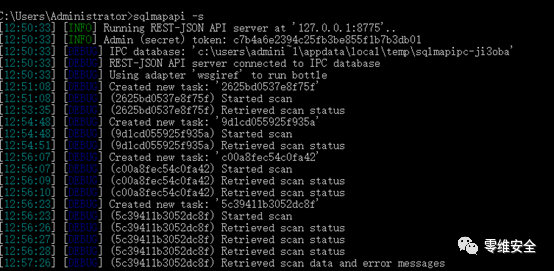 C:\Users\Administrator>sqlmapapi -s
[12:50:33] [INFO] Running REST-JSON API server at '127.0.0.1:8775'..
[12:50:33] [INFO] Admin (secret) token: c7b4a6e2394c25fb3be855f1b7b3db01
[12:50:33] [DEBUG] IPC database: 'c:\users\admini~1\appdata\local\temp\sqlmapipc-ji3oba'
[12:50:33] [DEBUG] REST-JSON API server connected to IPC database
[12:50:33] [DEBUG] Using adapter 'wsgiref' to run bottle
[12:51:08] [DEBUG] Created new task: '2625bd0537e8f75f'
[12:51:08] [DEBUG] (2625bd0537e8f75f) Started scan
[12:53:35] [DEBUG] (2625bd0537e8f75f) Retrieved scan status
[12:54:48] [DEBUG] Created new task: '9d1cd055925f935a'
[12:54:48] [DEBUG] (9d1cd055925f935a) Started scan
[12:54:51] [DEBUG] (9d1cd055925f935a) Retrieved scan status
[12:56:07] [DEBUG] Created new task: 'c00a8fec54c0fa42'
[12:56:07] [DEBUG] (c00a8fec54c0fa42) Started scan
[12:56:09] [DEBUG] (c00a8fec54c0fa42) Retrieved scan status
[12:56:10] [DEBUG] (c00a8fec54c0fa42) Retrieved scan status
[12:56:23] [DEBUG] Created new task: '5c39411b3052dc8f'
[12:56:23] [DEBUG] (5c39411b3052dc8f) Started scan
[12:56:25] [DEBUG] (5c39411b3052dc8f) Retrieved scan status
[12:56:27] [DEBUG] (5c39411b3052dc8f) Retrieved scan status
[12:56:28] [DEBUG] (5c39411b3052dc8f) Retrieved scan status
[12:57:26] [DEBUG] (5c39411b3052dc8f) Retrieved scan data and error messages
零维安全